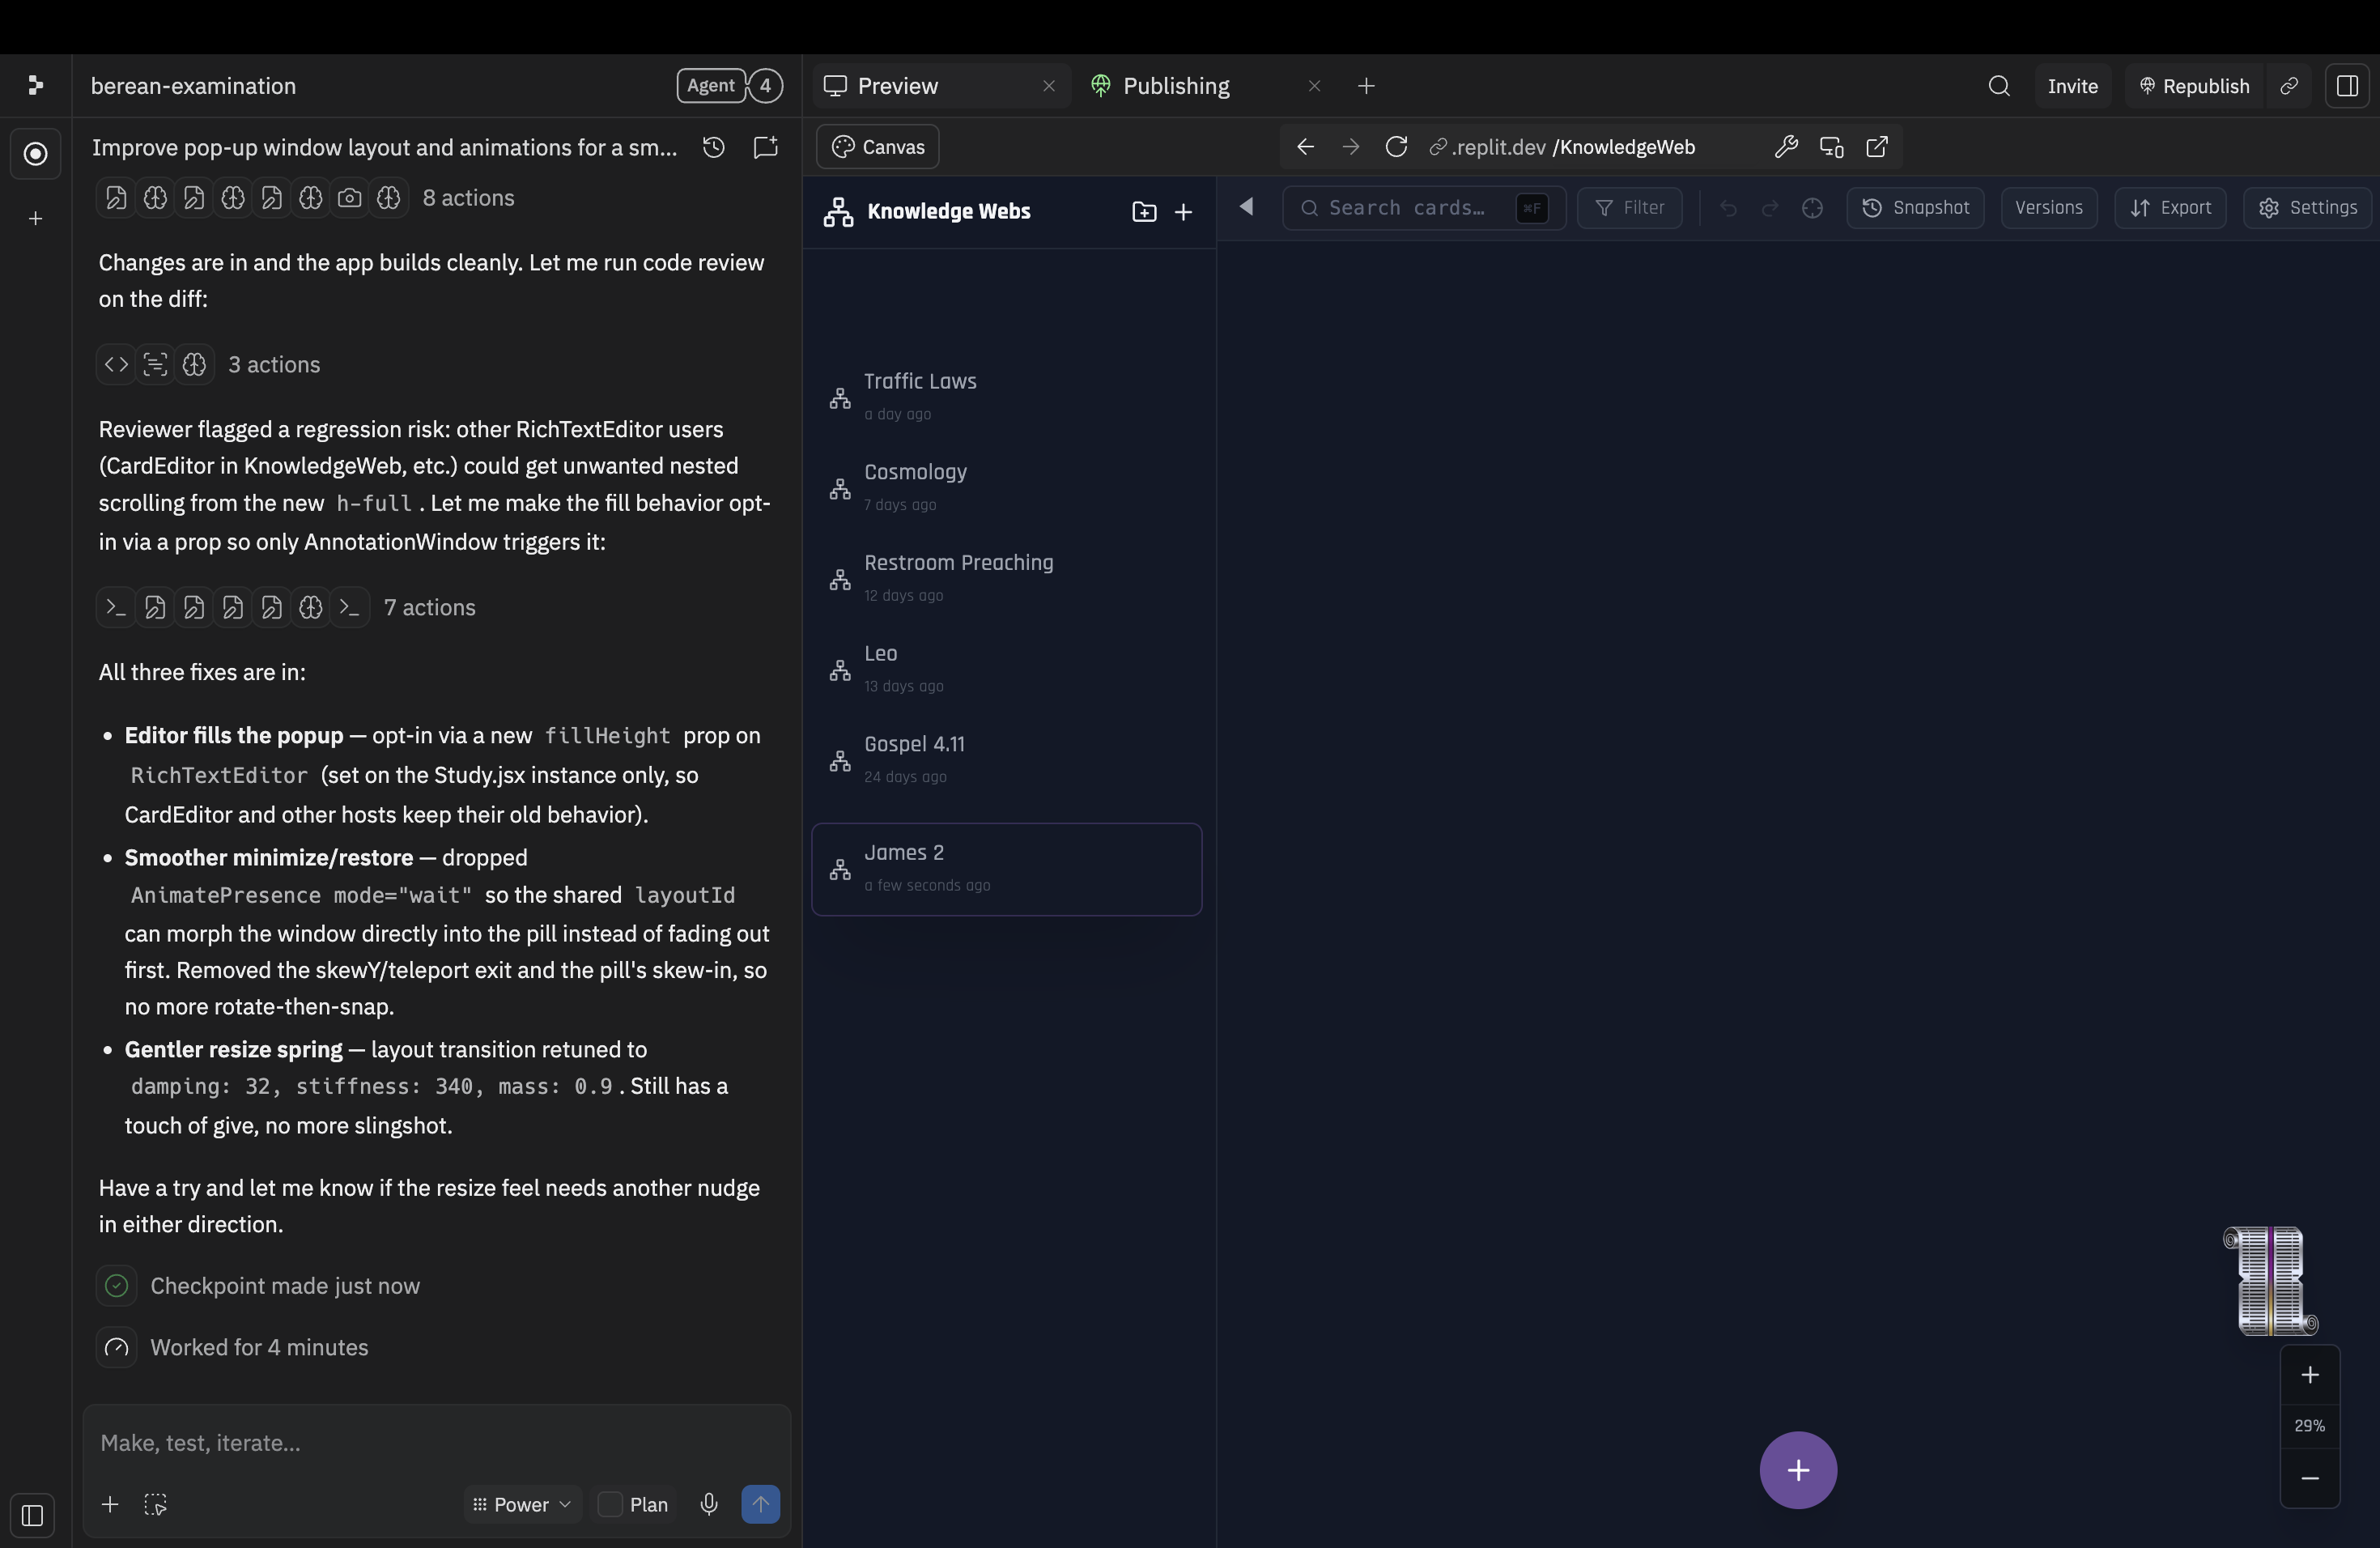 berean-examination
Agent 4
Improve pop-up window layout and animations for a sm...
8 actions
Changes are in and the app builds cleanly. Let me run code review
on the diff:
3 actions
Reviewer flagged a regression risk: other RichTextEditor users
(CardEditor in KnowledgeWeb, etc.) could get unwanted nested
scrolling from the new h-full . Let me make the fill behavior opt-
in via a prop so only AnnotationWindow triggers it:
7 actions
All three fixes are in:
• Editor fills the popup — opt-in via a new fillHeight prop on
RichTextEditor (set on the Study.jsx instance only, so
CardEditor and other hosts keep their old behavior).
• Smoother minimize/restore — dropped
AnimatePresence mode="wait" so the shared layoutId
can morph the window directly into the pill instead of fading out
first. Removed the skewY/teleport exit and the pill's skew-in, so
no more rotate-then-snap.
• Gentler resize spring — layout transition retuned to
damping: 32, stiffness: 340, mass: 0.9 . Still has a
touch of give, no more slingshot.
Have a try and let me know if the resize feel needs another nudge
in either direction.
Checkpoint made just now
Worked for 4 minutes
Make, test, iterate...
Power
Plan
Preview
Publishing
Invite
Republish
Canvas
.replit.dev /KnowledgeWeb
Knowledge Webs
Search cards...
⌘F
Filter
Snapshot
Versions
Export
Settings
Traffic Laws
a day ago
Cosmology
7 days ago
Restroom Preaching
12 days ago
Leo
13 days ago
Gospel 4.11
24 days ago
James 2
a few seconds ago
29%